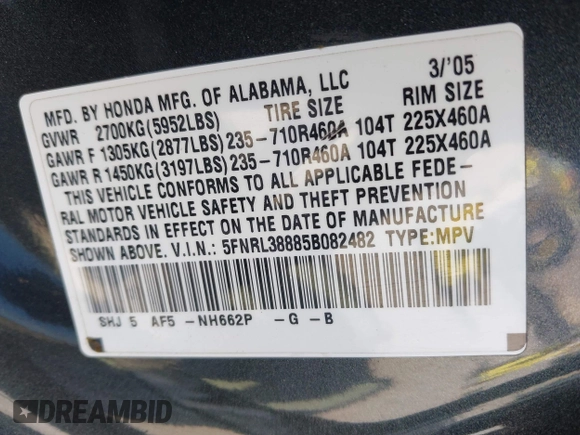 MFD. BY HONDA MFG. OF ALABAMA, LLC 3/'05
GVWR 2700KG(5952LBS) TIRE SIZE RIM SIZE
GAWR F 1305KG(2877LBS) 235-710R460A 104T 225X460A
GAWR R 1450KG(3197LBS) 235-710R460A 104T 225X460A
THIS VEHICLE CONFORMS TO ALL APPLICABLE FEDE-
RAL MOTOR VEHICLE SAFETY AND THEFT PREVENTION
STANDARDS IN EFFECT ON THE DATE OF MANUFACTURE
SHOWN ABOVE. V.I.N.: 5FNRL38885B082482 TYPE:MPV
SHJ 5 AF5 -NH662P -G -B
DREAMBID